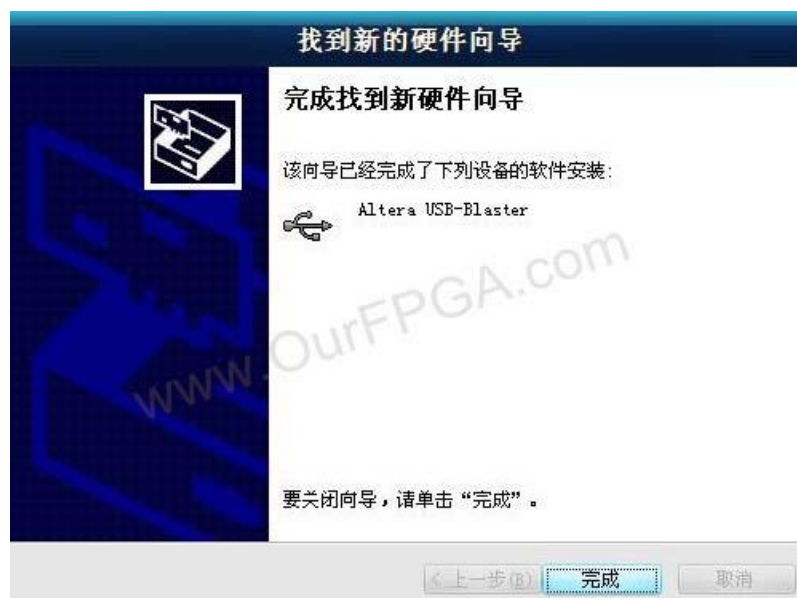 找到新的硬件向导
完成找到新硬件向导
该向导已经完成了下列设备的软件安装:
Altera USB-Blaster
www.OurFPGA.com
要关闭向导，请单击“完成”。
< 上一步(B)
完成
取消